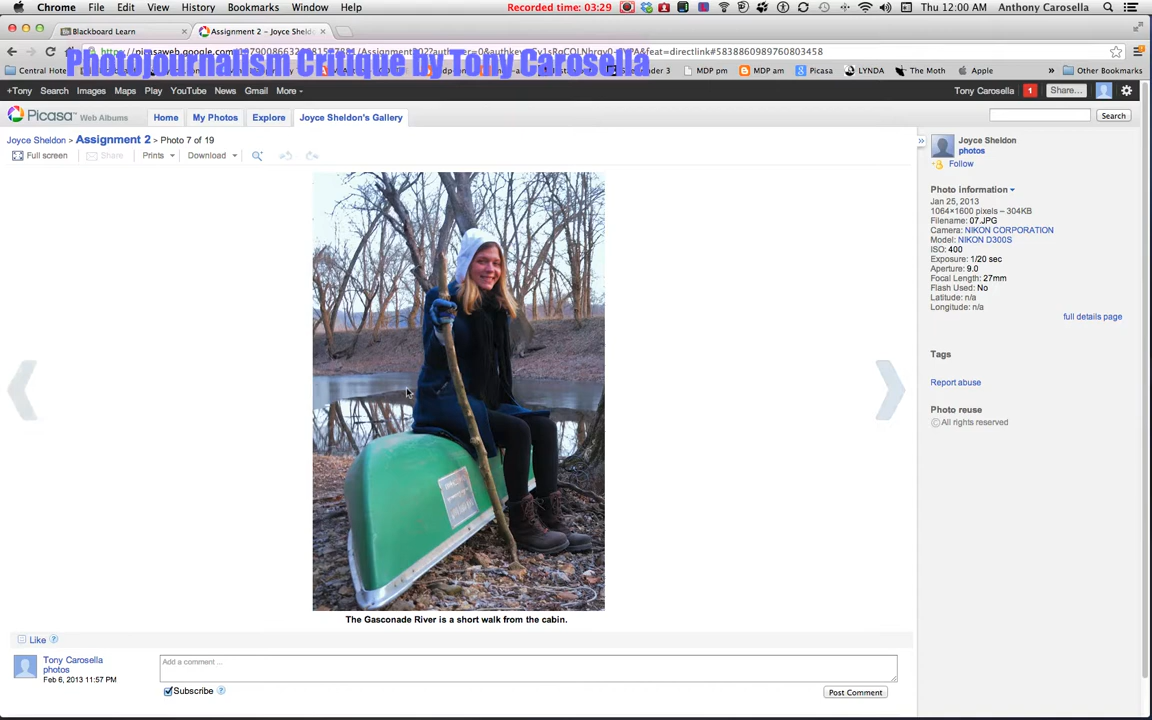 Chrome File Edit View History Bookmarks Window Help Recorded time: 03:29 Thu 12:00 AM Anthony Carosella
Blackboard Learn Assignment 2 – Joyce Sheldo
feat=directlink#5838860989760803458
Photojournalism Critique by Tony Carosella
Central Hote MDP pm MDP am Picasa LYNDA The Moth Apple » Other Bookmarks
+Tony Search Images Maps Play YouTube News Gmail More Tony Carosella 1 Share...
Picasa™ Web Albums Home My Photos Explore Joyce Sheldon's Gallery Search
Joyce Sheldon > Assignment 2 > Photo 7 of 19
Full screen Share Prints Download
»
Joyce Sheldon
photos
Follow
Photo information
Jan 25, 2013
1064×1600 pixels – 304KB
Filename: 07.JPG
Camera: NIKON CORPORATION
Model: NIKON D300S
ISO: 400
Exposure: 1/20 sec
Aperture: 9.0
Focal Length: 27mm
Flash Used: No
Latitude: n/a
Longitude: n/a
full details page
Tags
Report abuse
Photo reuse
©All rights reserved
The Gasconade River is a short walk from the cabin.
Like ?
Tony Carosella
photos
Feb 6, 2013 11:57 PM
Add a comment ...
Subscribe ?
Post Comment